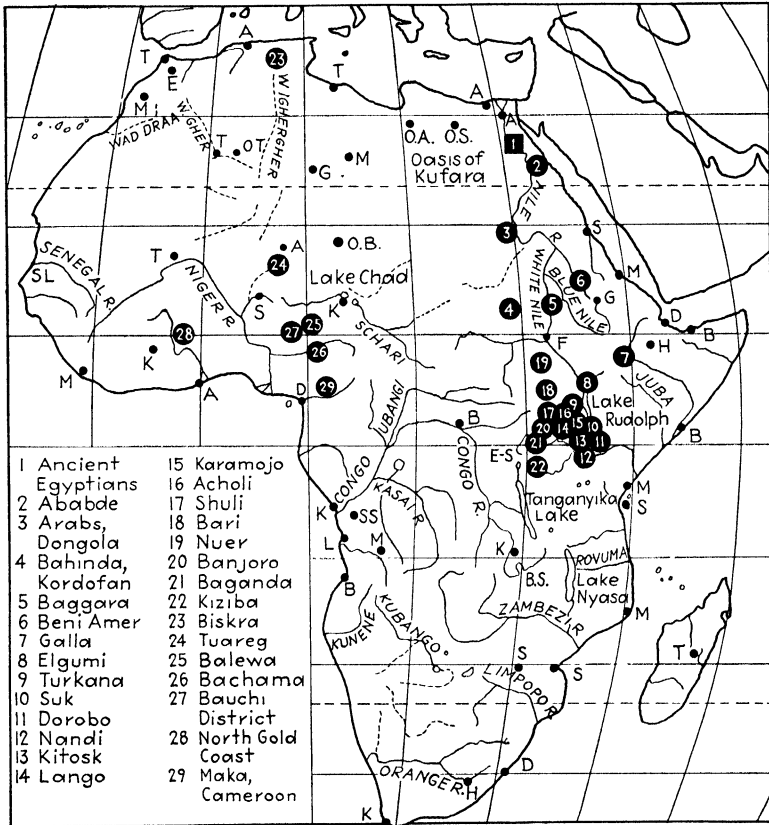 A
T
23
E
T
M
A
W. IGHERGHER
W. GHER
A
WAD DRAA
O.A.
O.S.
1
T
O.T.
M
Oasis of
Kufara
G
2
NILE
R
3
S
SENEGAL R.
T
A
O.B.
24
M
SL
NIGER R
Lake Chad
WHITE NILE
BLUE NILE
6
S
K
4
5
G
D
28
27
25
SCHARI
F
B
K
26
19
7
H
M
29
8
JUBA
A
D
18
Lake
Rudolph
UBANGI
9
17
16
15
B
20
14
10
B
CONGO R.
21
13
11
E-S
12
22
CONGO
KASAI R
Tanganyika
Lake
M
K
SS
S
L
M
K
ROVUMA
B.S.
Lake
Nyasa
B
KUNENE
KUBANGO
ZAMBEZI R
M
S
S
T
LIMPOPO R.
ORANGE R.
D
H
K
1 Ancient
Egyptians
2 Ababde
3 Arabs,
Dongola
4 Bahinda,
Kordofan
5 Baggara
6 Beni Amer
7 Galla
8 Elgumi
9 Turkana
10 Suk
11 Dorobo
12 Nandi
13 Kitosk
14 Lango
15 Karamojo
16 Acholi
17 Shuli
18 Bari
19 Nuer
20 Banjoro
21 Baganda
22 Kiziba
23 Biskra
24 Tuareg
25 Balewa
26 Bachama
27 Bauchi
District
28 North Gold
Coast
29 Maka,
Cameroon